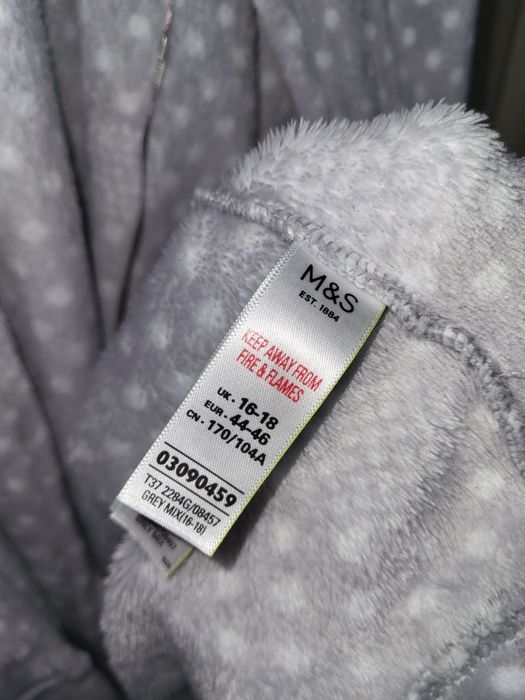 M&S
EST. 1884
KEEP AWAY FROM
FIRE & FLAMES
UK · 16-18
EUR · 44-46
CN · 170/104A
03090459
T37 2284G/08457
GREY MIX(16-18)